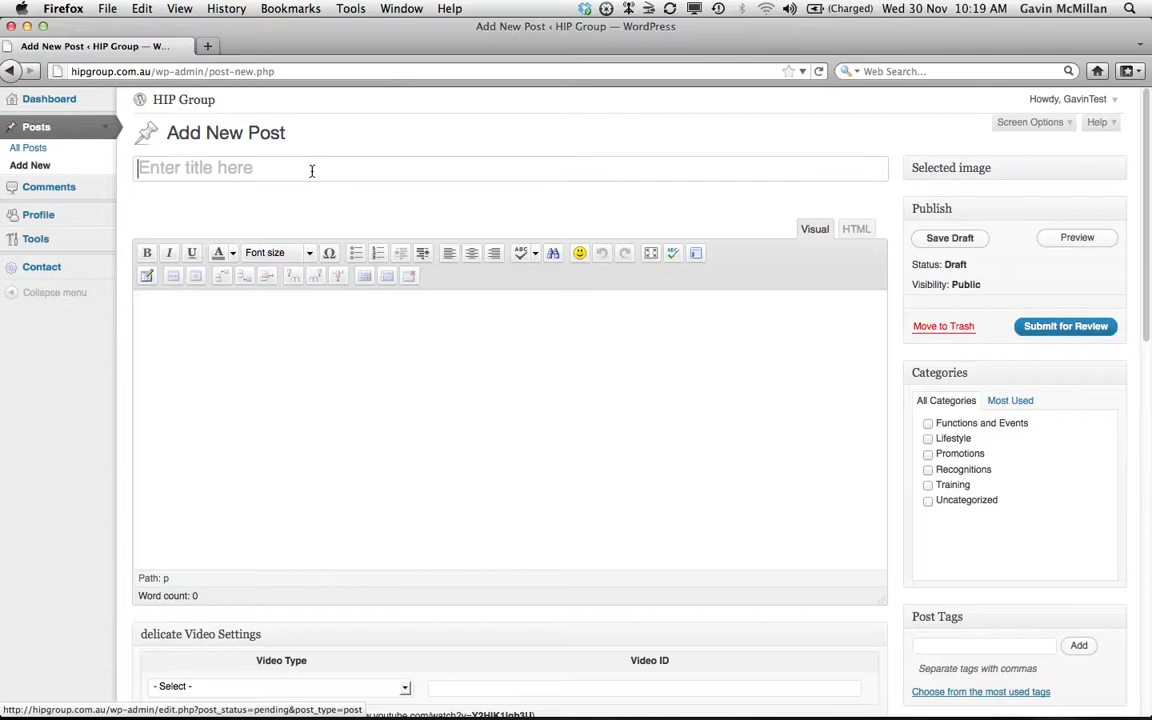 Firefox File Edit View History Bookmarks Tools Window Help (Charged) Wed 30 Nov 10:19 AM Gavin McMillan
Add New Post ‹ HIP Group — WordPress
Add New Post ‹ HIP Group — W... +
hipgroup.com.au/wp-admin/post-new.php Web Search...
Dashboard
Posts
All Posts
Add New
Comments
Profile
Tools
Contact
Collapse menu
HIP Group
Howdy, GavinTest
Screen Options Help
Add New Post
Enter title here
Visual HTML
B I U A Font size Ω ABC
Path: p
Word count: 0
delicate Video Settings
Video Type Video ID
- Select -
Selected image
Publish
Save Draft Preview
Status: Draft
Visibility: Public
Move to Trash Submit for Review
Categories
All Categories Most Used
Functions and Events
Lifestyle
Promotions
Recognitions
Training
Uncategorized
Post Tags
Add
Separate tags with commas
Choose from the most used tags
http://hipgroup.com.au/wp-admin/edit.php?post_status=pending&post_type=post